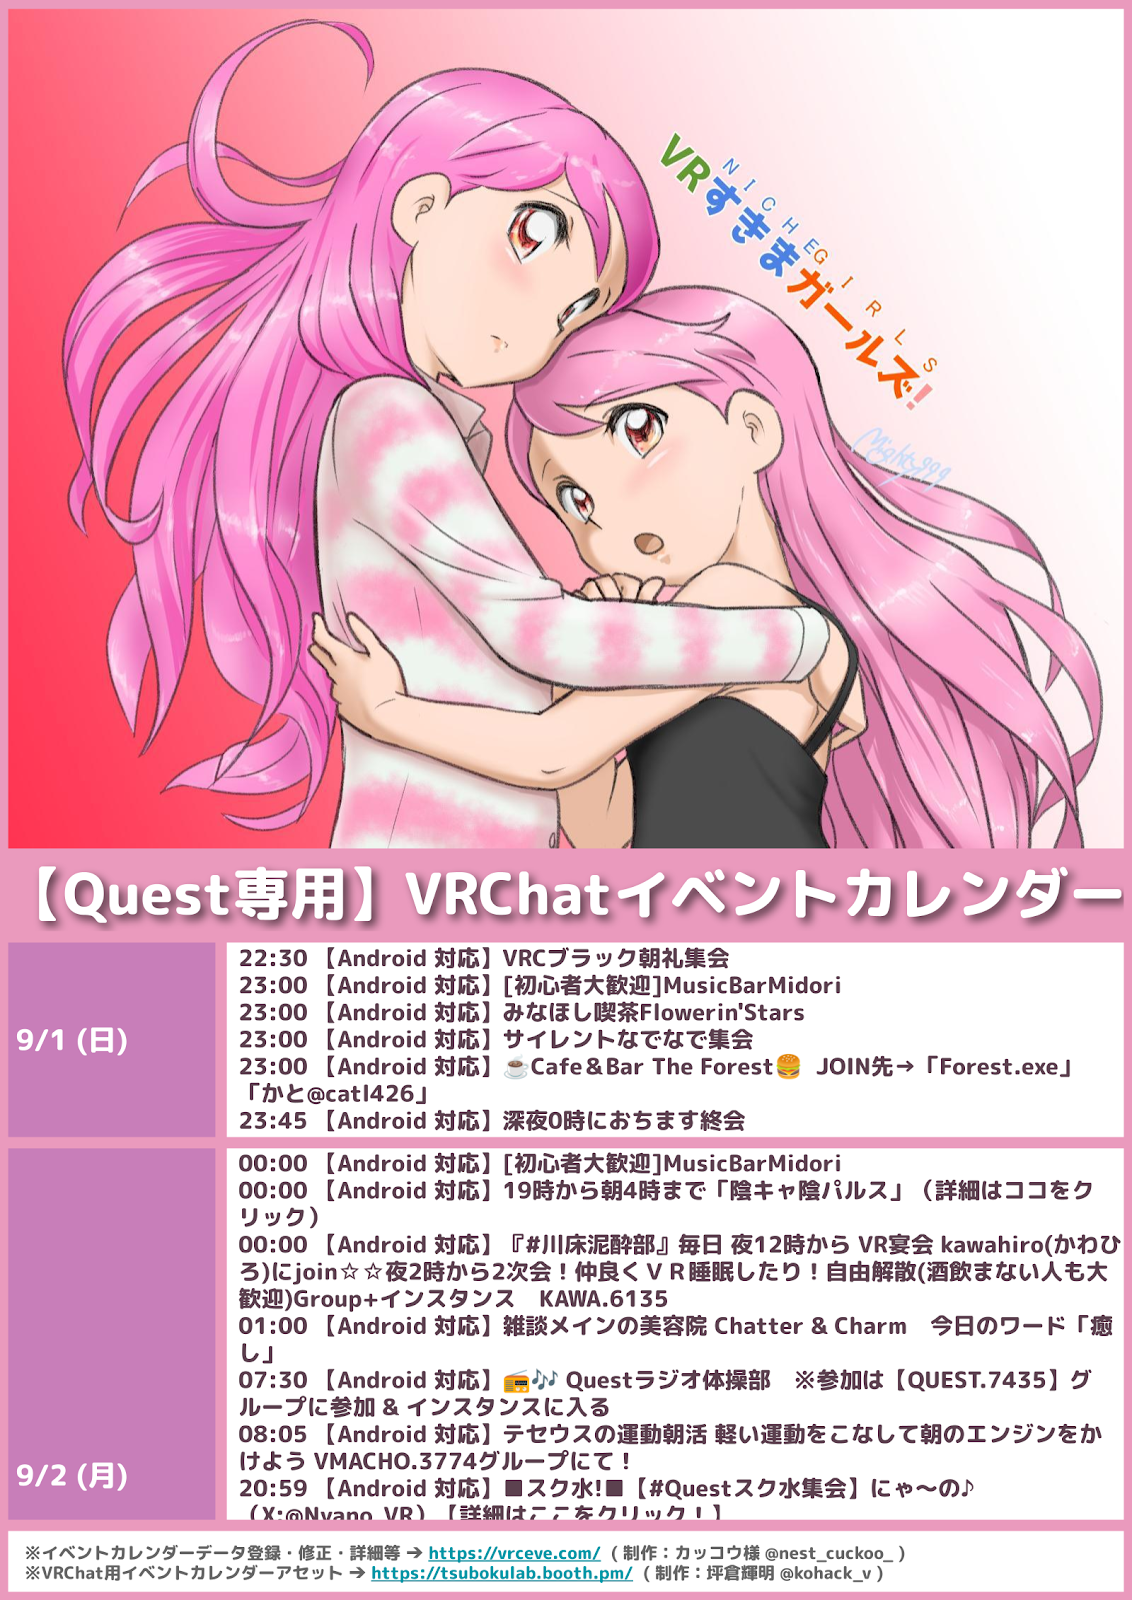 NICHE GIRLS
VRすきまガールズ!
Mighty999
【Quest専用】VRChatイベントカレンダー
9/1 (日)
22:30 【Android 対応】VRCブラック朝礼集会
23:00 【Android 対応】[初心者大歓迎]MusicBarMidori
23:00 【Android 対応】みなほし喫茶Flowerin'Stars
23:00 【Android 対応】サイレントなでなで集会
23:00 【Android 対応】☕Cafe＆Bar The Forest🍔 JOIN先→「Forest.exe」
「かと@catl426」
23:45 【Android 対応】深夜0時におちます終会
9/2 (月)
00:00 【Android 対応】[初心者大歓迎]MusicBarMidori
00:00 【Android 対応】19時から朝4時まで「陰キャ陰パルス」（詳細はココをク
リック）
00:00 【Android 対応】『#川床泥酔部』毎日 夜12時から VR宴会 kawahiro(かわひ
ろ)にjoin☆☆夜2時から2次会！仲良くＶＲ睡眠したり！自由解散(酒飲まない人も大
歓迎)Group+インスタンス　KAWA.6135
01:00 【Android 対応】雑談メインの美容院 Chatter & Charm　今日のワード「癒
し」
07:30 【Android 対応】📻🎶 Questラジオ体操部　※参加は【QUEST.7435】グ
ループに参加 & インスタンスに入る
08:05 【Android 対応】テセウスの運動朝活 軽い運動をこなして朝のエンジンをか
けよう VMACHO.3774グループにて！
20:59 【Android 対応】■スク水!■【#Questスク水集会】にゃ〜の♪
（X:@Nyano_VR）【詳細はここをクリック！】
※イベントカレンダーデータ登録・修正・詳細等 → https://vrceve.com/ ( 制作：カッコウ様 @nest_cuckoo_ )
※VRChat用イベントカレンダーアセット → https://tsubokulab.booth.pm/ ( 制作：坪倉輝明 @kohack_v )